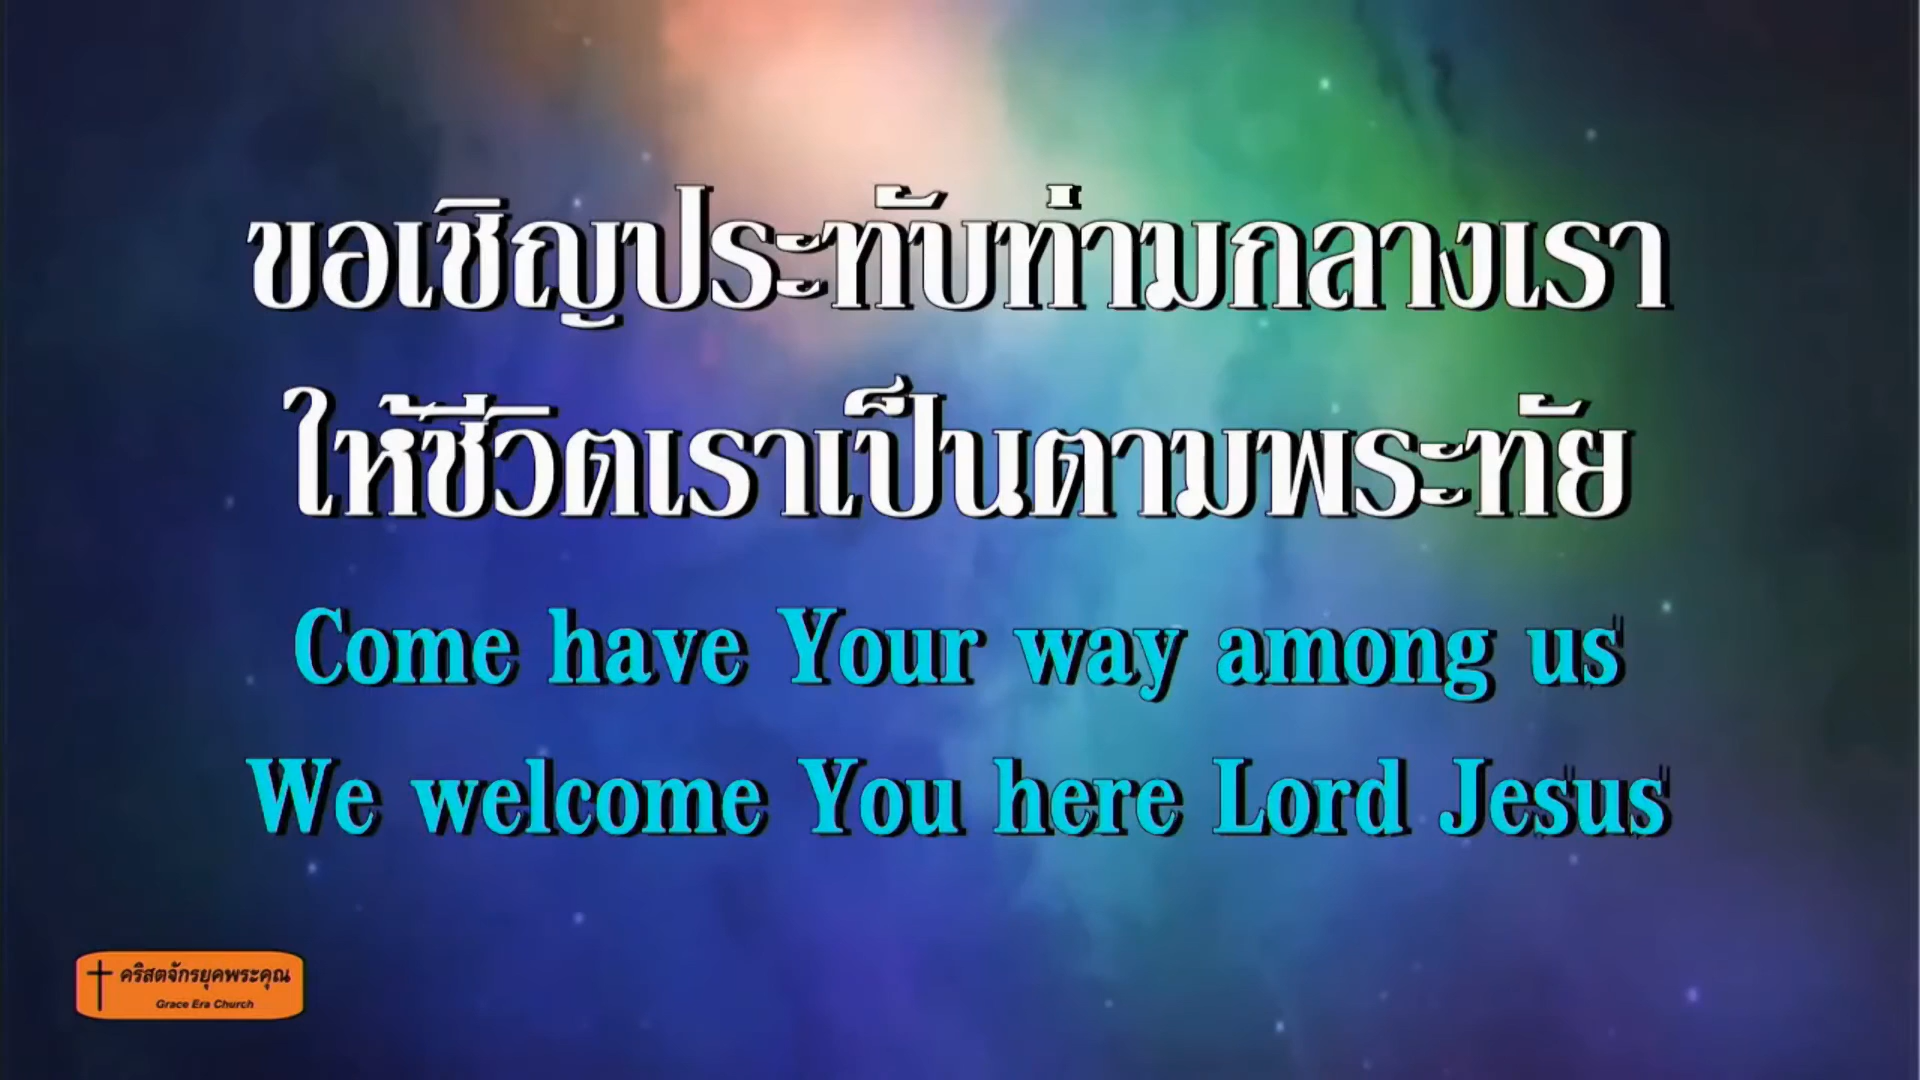 ขอเชิญประทับท่ามกลางเรา
ให้ชีวิตเราเป็นตามพระทัย
Come have Your way among us
We welcome You here Lord Jesus
คริสตจักรยุคพระคุณ
Grace Era Church